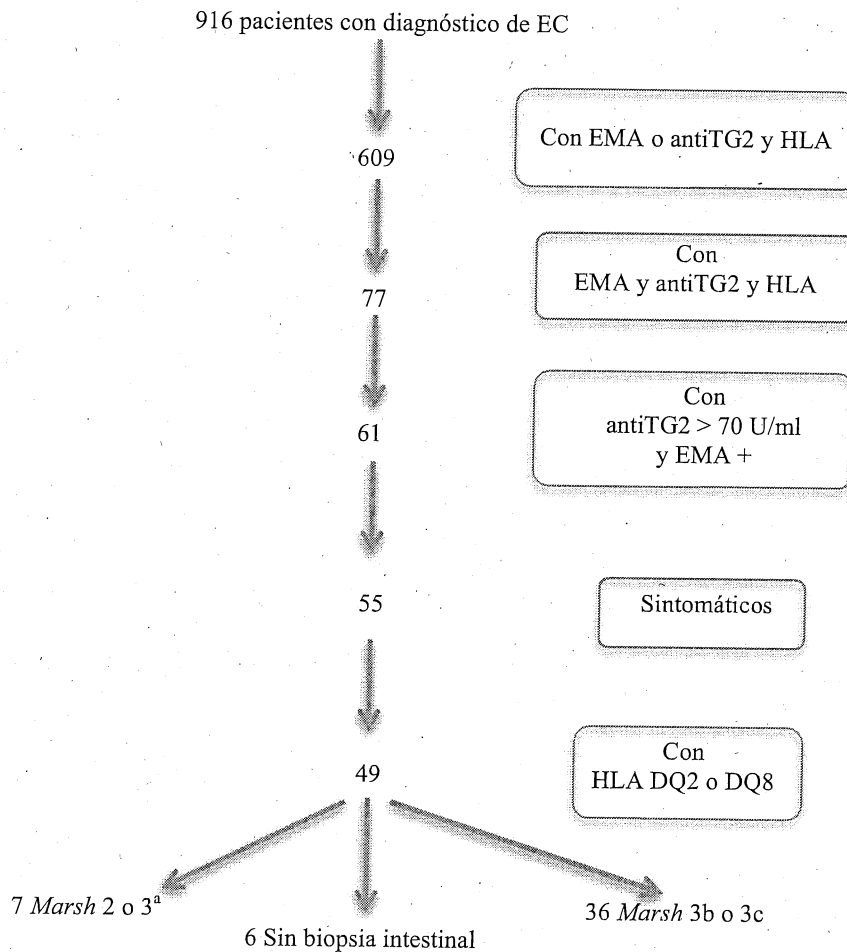 916 pacientes con diagnóstico de EC
609
Con EMA o antiTG2 y HLA
77
Con
EMA y antiTG2 y HLA
61
Con
antiTG2 > 70 U/ml
y EMA +
55
Sintomáticos
49
Con
HLA DQ2 o DQ8
7 Marsh 2 o 3ª
6 Sin biopsia intestinal
36 Marsh 3b o 3c